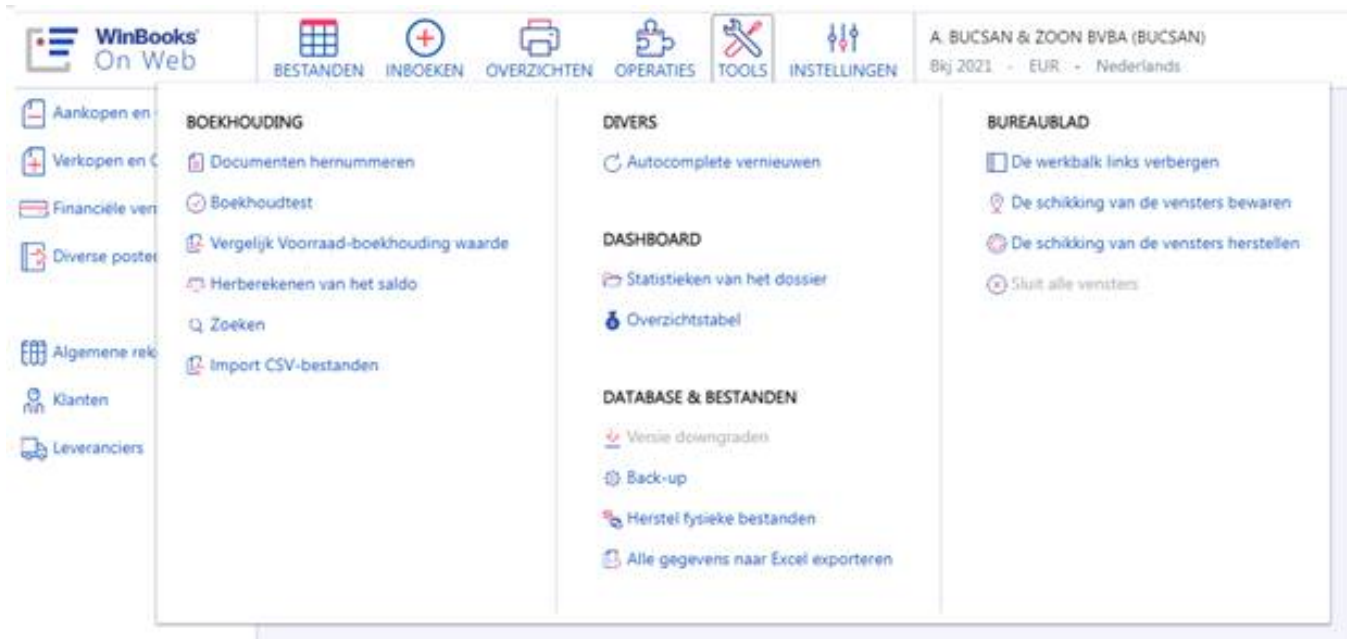 WinBooks
On Web
BESTANDEN
INBOEKEN
OVERZICHTEN
OPERATIES
TOOLS
INSTELLINGEN
A. BUCSAN & ZOON BVBA (BUCSAN)
Bkj 2021 - EUR - Nederlands
Aankopen en
Verkopen en C
Financiële ver
Diverse poste
Algemene rek
Klanten
Leveranciers
BOEKHOUDING
Documenten hernummeren
Boekhoudtest
Vergelijk Voorraad-boekhouding waarde
Herberekenen van het saldo
Zoeken
Import CSV-bestanden
DIVERS
Autocomplete vernieuwen
DASHBOARD
Statistieken van het dossier
Overzichtstabel
DATABASE & BESTANDEN
Versie downgraden
Back-up
Herstel fysieke bestanden
Alle gegevens naar Excel exporteren
BUREAUBLAD
De werkbalk links verbergen
De schikking van de vensters bewaren
De schikking van de vensters herstellen
Sluit alle vensters